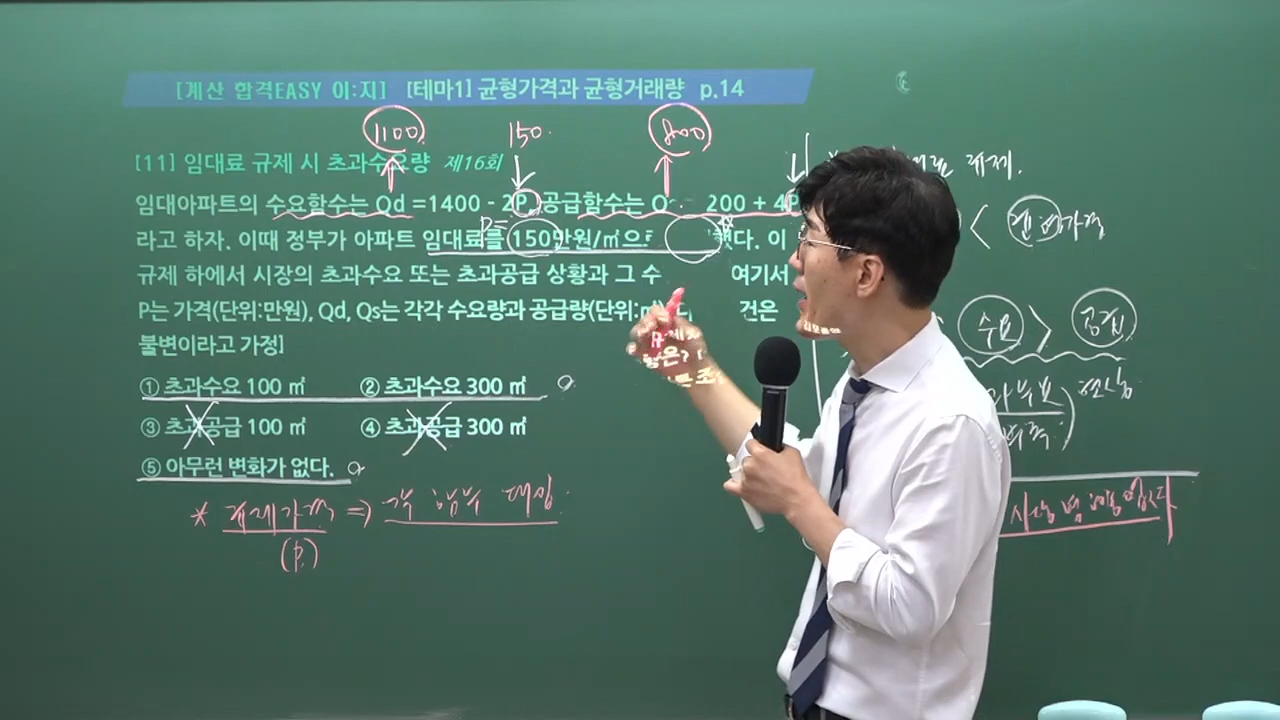 [계산 합격EASY 이:지] [테마1] 균형가격과 균형거래량 p.14
1100 150 800
[11] 임대료 규제 시 초과수요량 제16회
규제.
임대아파트의 수요함수는 Qd =1400 - 2P, 공급함수는 Q 200 + 4P
라고 하자. 이때 정부가 아파트 임대료를 150만원/㎡으로 했다. 이
P=
< 가격
규제 하에서 시장의 초과수요 또는 초과공급 상황과 그 수 여기서
P는 가격(단위:만원), Qd, Qs는 각각 수요량과 공급량(단위: 건은
수요 > 공급
불변이라고 가정]
① 초과수요 100 ㎡ ② 초과수요 300 ㎡
③ 초과공급 100 ㎡ ④ 초과공급 300 ㎡
⑤ 아무런 변화가 없다.
* 규제가격 ⇒ 대입
(P)